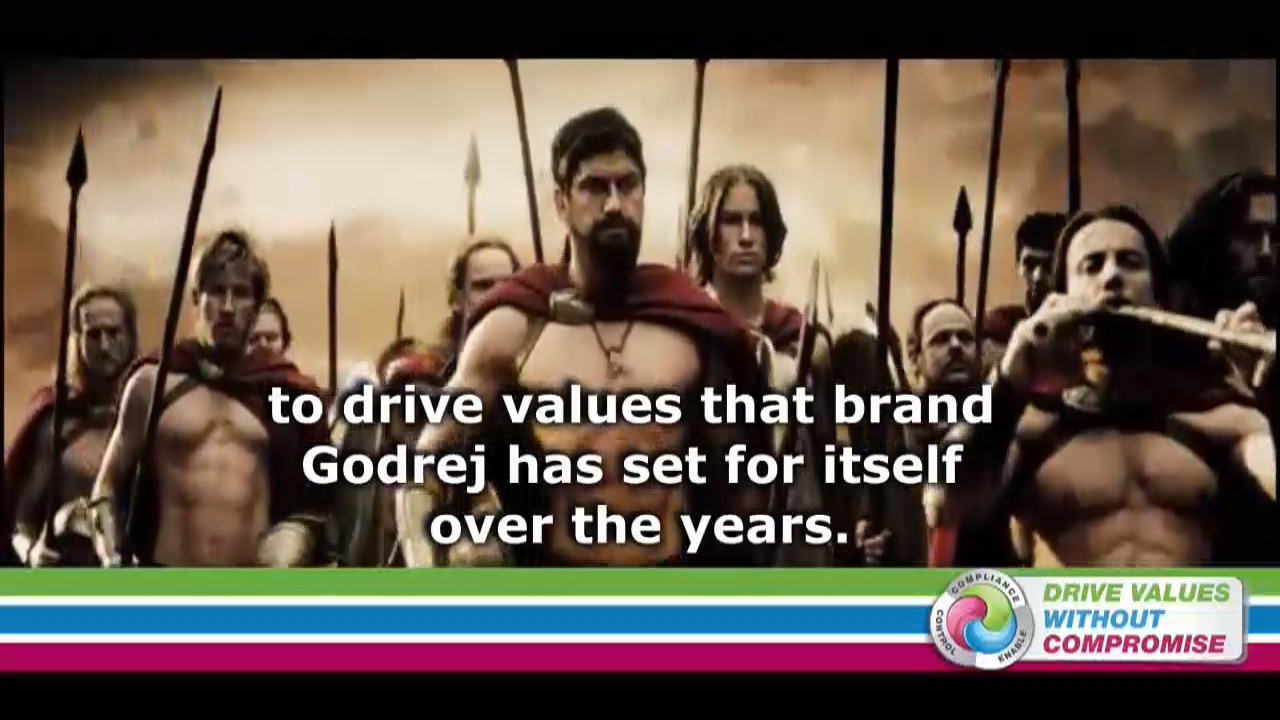 to drive values that brand
Godrej has set for itself
over the years.
COMPLIANCE
CONTROL
ENABLE
DRIVE VALUES
WITHOUT
COMPROMISE